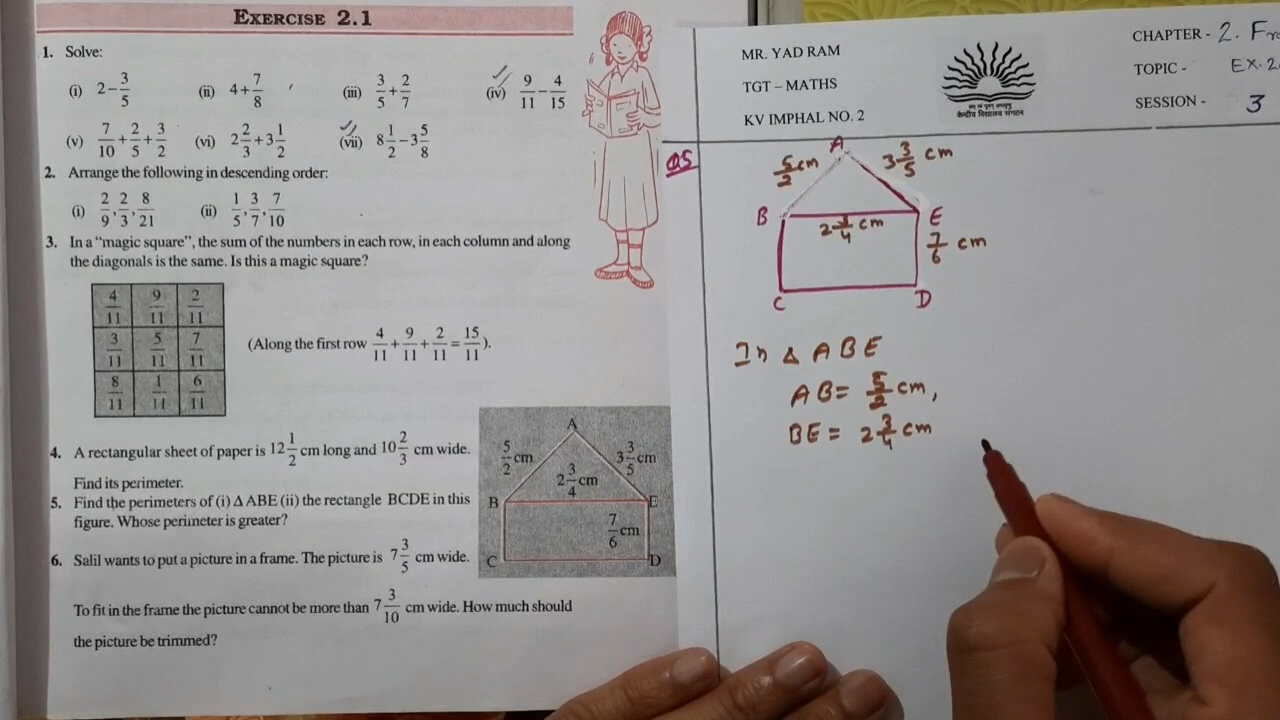 EXERCISE 2.1
1. Solve:
(i) 2-3/5 (ii) 4+7/8 (iii) 3/5+2/7 (iv) 9/11-4/15
(v) 7/10+2/5+3/2 (vi) 2 2/3+3 1/2 (vii) 8 1/2-3 5/8
2. Arrange the following in descending order:
(i) 2/9, 2/3, 8/21 (ii) 1/5, 3/7, 7/10
3. In a "magic square", the sum of the numbers in each row, in each column and along
the diagonals is the same. Is this a magic square?
4/11 9/11 2/11
3/11 5/11 7/11
8/11 1/11 6/11
(Along the first row 4/11+9/11+2/11=15/11).
4. A rectangular sheet of paper is 12 1/2 cm long and 10 2/3 cm wide.
Find its perimeter.
5. Find the perimeters of (i) Δ ABE (ii) the rectangle BCDE in this
figure. Whose perimeter is greater?
6. Salil wants to put a picture in a frame. The picture is 7 3/5 cm wide.
To fit in the frame the picture cannot be more than 7 3/10 cm wide. How much should
the picture be trimmed?
A
5/2 cm 3 3/5 cm
2 3/4 cm
B E
7/6 cm
C D
MR. YAD RAM
TGT – MATHS
KV IMPHAL NO. 2
केन्द्रीय विद्यालय संगठन
CHAPTER - 2. Fra
TOPIC - EX. 2.
SESSION - 3
Q5
A
5/2 cm 3 3/5 cm
B E
2 3/4 cm
7/6 cm
C D
In Δ ABE
AB = 5/2 cm,
BE = 2 3/4 cm